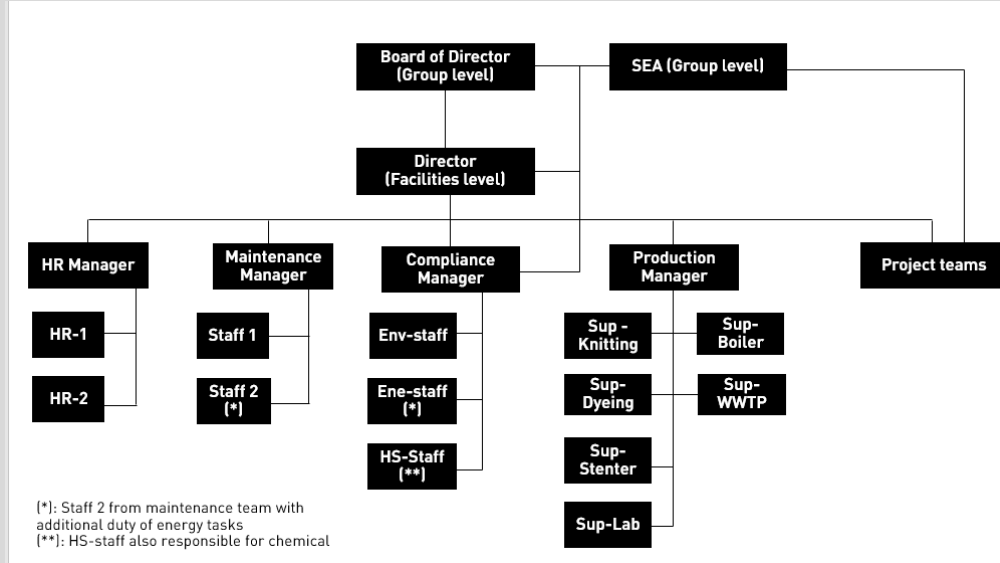 Board of Director
(Group level)
SEA (Group level)
Director
(Facilities level)
HR Manager
Maintenance
Manager
Compliance
Manager
Production
Manager
Project teams
HR-1
HR-2
Staff 1
Staff 2
(*)
Env-staff
Ene-staff
(*)
HS-Staff
(**)
Sup -
Knitting
Sup-
Boiler
Sup-
Dyeing
Sup-
WWTP
Sup-
Stenter
Sup-Lab
(*): Staff 2 from maintenance team with
additional duty of energy tasks
(**): HS-staff also responsible for chemical